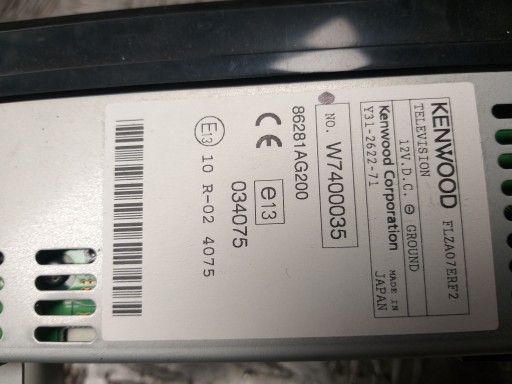 KENWOOD FLZA07ERF2
TELEVISION
12V.D.C. ⊖ GROUND
Kenwood Corporation MADE IN JAPAN
Y31-2622-71
NO. W7400035
86281AG200
CE e13 034075
E13 10 R-02 4075